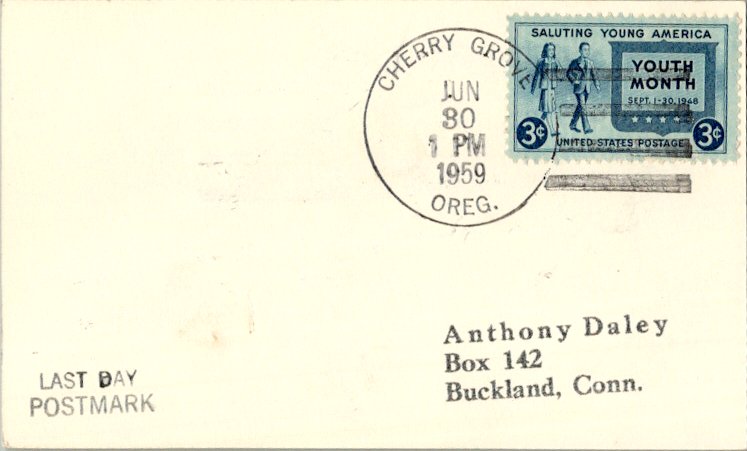 CHERRY GROVE
JUN
30
1 PM
1959
OREG.
SALUTING YOUNG AMERICA
YOUTH
MONTH
SEPT. 1-30, 1948
3¢ 3¢
UNITED STATES POSTAGE
Anthony Daley
Box 142
Buckland, Conn.
LAST DAY
POSTMARK